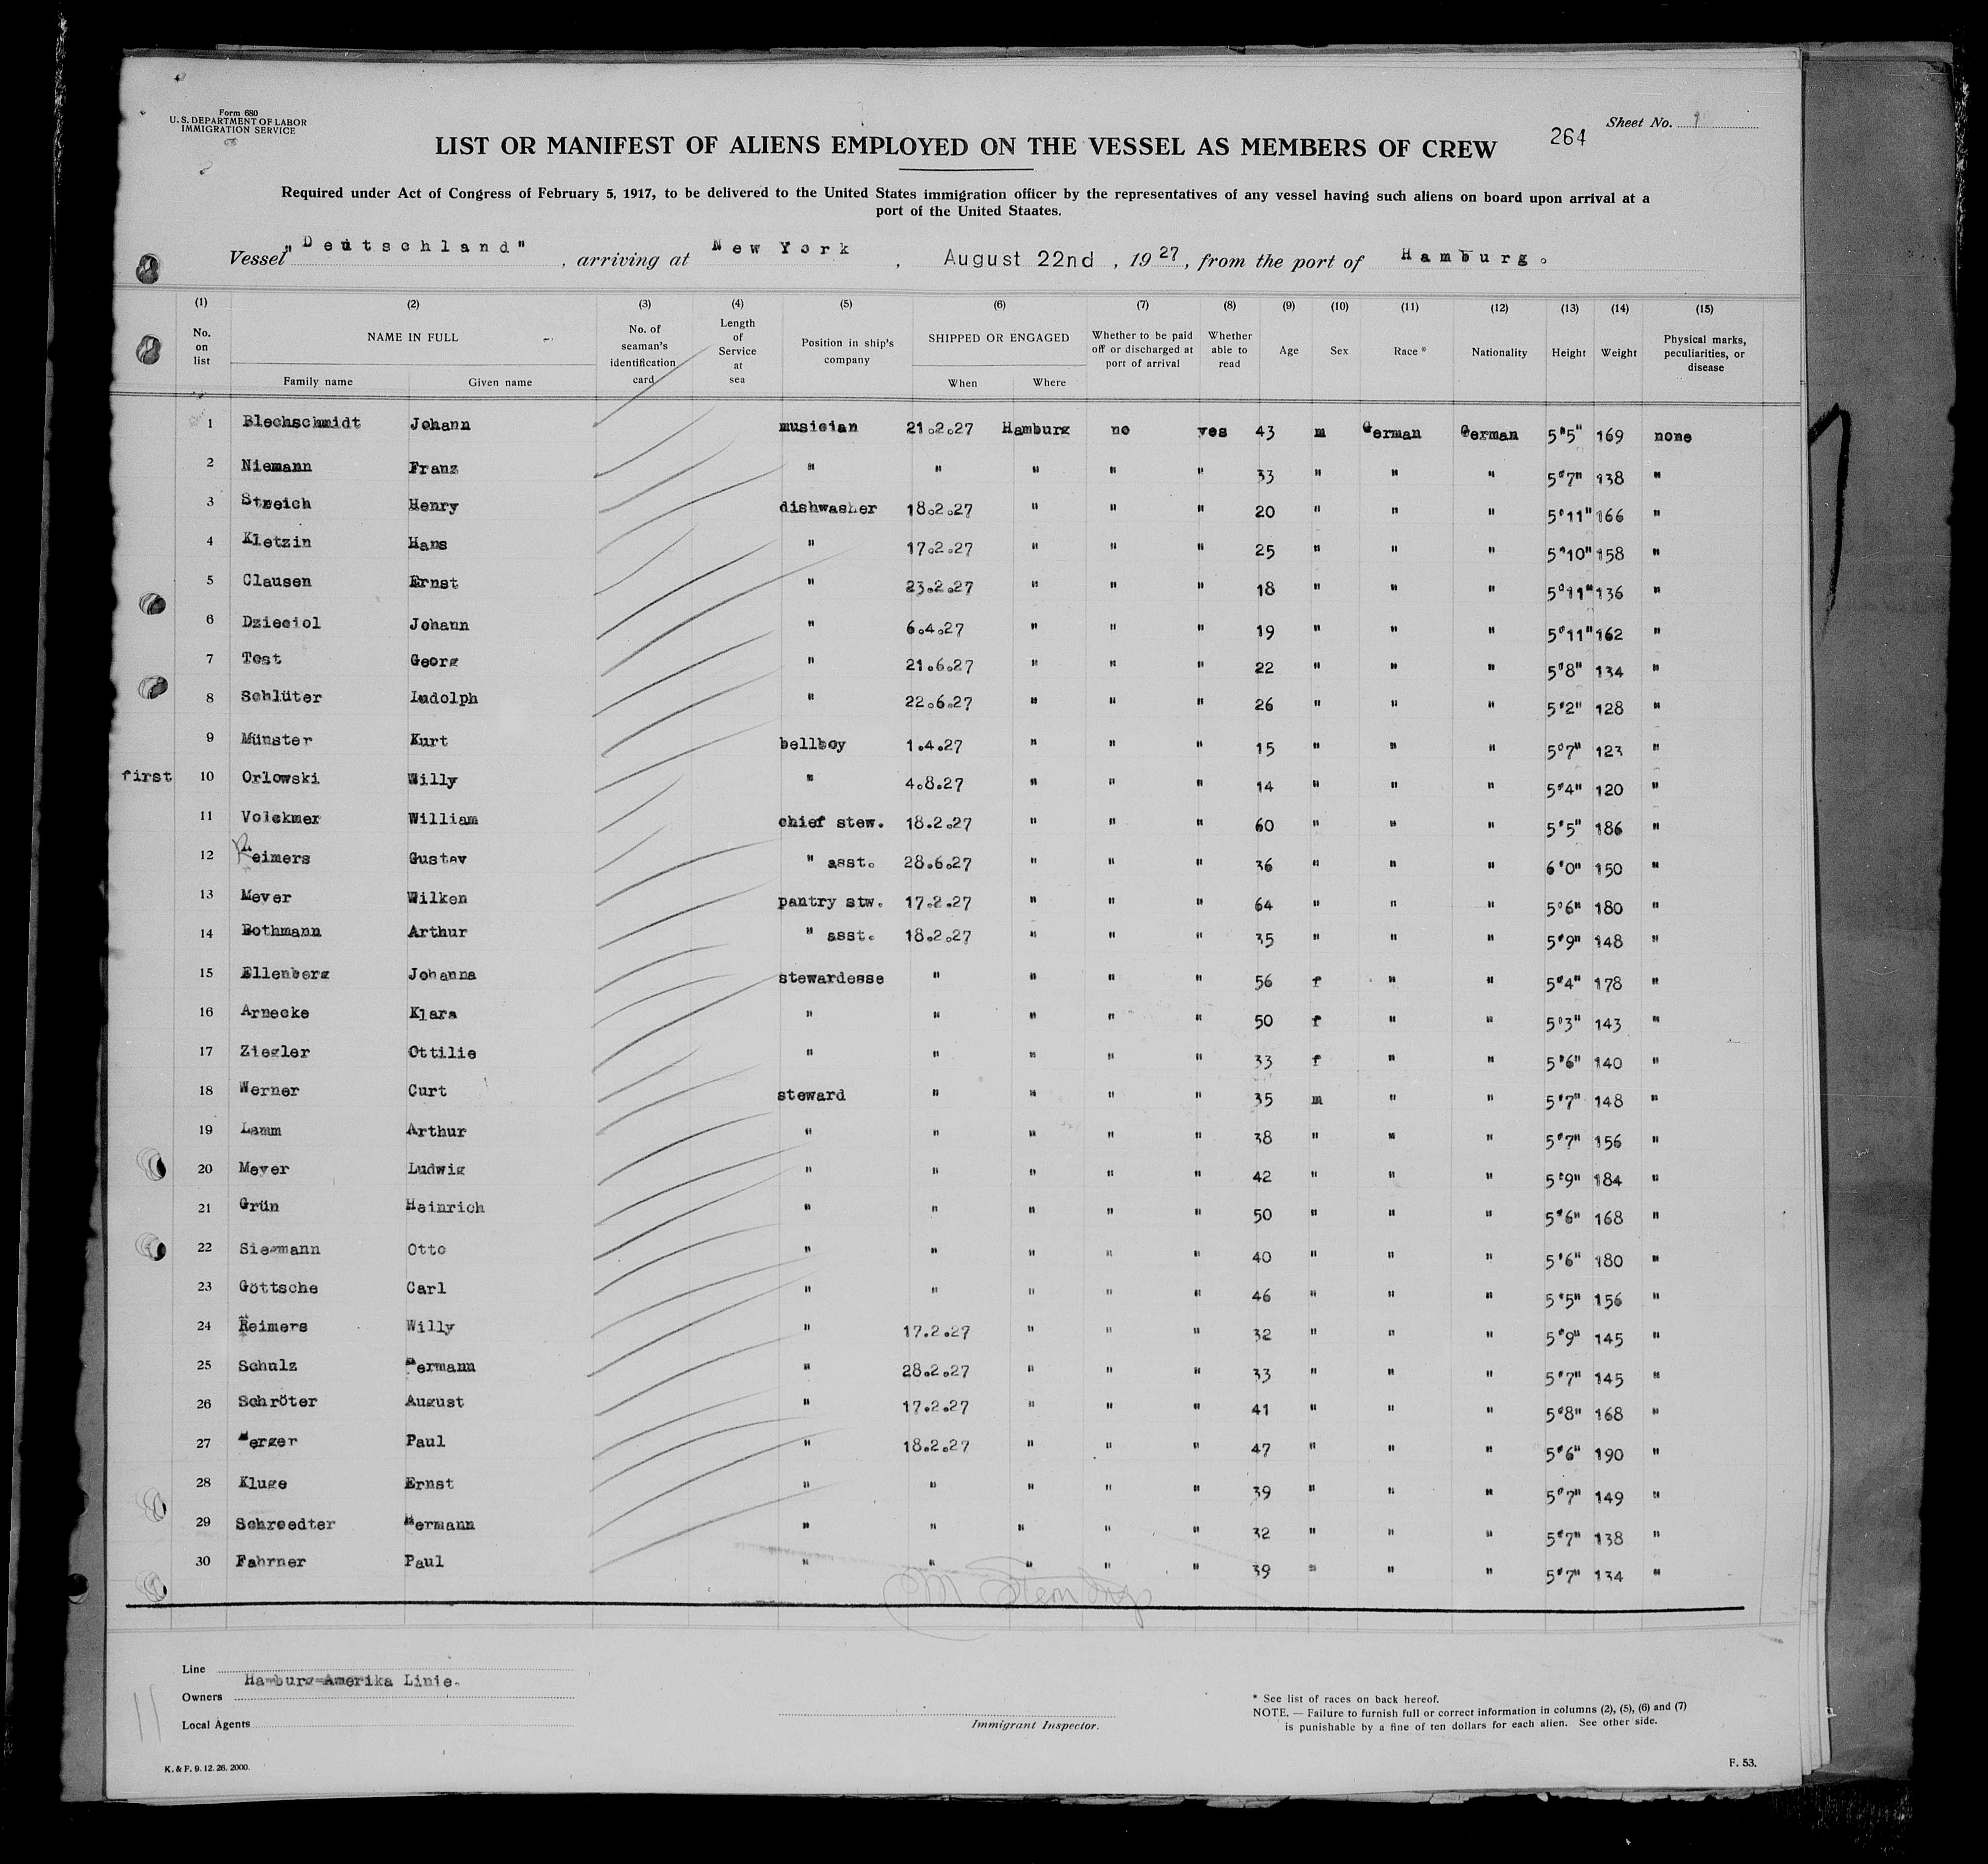 Form 680
U. S. DEPARTMENT OF LABOR
IMMIGRATION SERVICE
Sheet No.
264
LIST OR MANIFEST OF ALIENS EMPLOYED ON THE VESSEL AS MEMBERS OF CREW
Required under Act of Congress of February 5, 1917, to be delivered to the United States immigration officer by the representatives of any vessel having such aliens on board upon arrival at a
port of the United Staates.
Vessel "Deutschland", arriving at New York, August 22nd, 1927, from the port of Hamburg.
(1) (2) (3) (4) (5) (6) (7) (8) (9) (10) (11) (12) (13) (14) (15)
No. on list NAME IN FULL Family name Given name No. of seaman's identification card Length of Service at sea Position in ship's company SHIPPED OR ENGAGED When Where Whether to be paid off or discharged at port of arrival Whether able to read Age Sex Race * Nationality Height Weight Physical marks, peculiarities, or disease
1 Blechschmidt Johann musician 21.2.27 Hamburg no yes 43 m German German 5'5" 169 none
2 Niemann Franz " " " " " 33 " " " 5'7" 138 "
3 Streich Henry dishwasher 18.2.27 " " " 20 " " " 5'11" 166 "
4 Kletzin Hans " 17.2.27 " " " 25 " " " 5'10" 158 "
5 Clausen Ernst " 23.2.27 " " " 18 " " " 5'11" 136 "
6 Dzieciol Johann " 6.4.27 " " " 19 " " " 5'11" 162 "
7 Tost Georg " 21.6.27 " " " 22 " " " 5'8" 134 "
8 Schlüter Ludolph " 22.6.27 " " " 26 " " " 5'2" 128 "
9 Münster Kurt bellboy 1.4.27 " " " 15 " " " 5'7" 123 "
first 10 Orlowski Willy " 4.8.27 " " " 14 " " " 5'4" 120 "
11 Volckmer William chief stew. 18.2.27 " " " 60 " " " 5'5" 186 "
12 Reimers Gustav " asst. 28.6.27 " " " 36 " " " 6'0" 150 "
13 Meyer Wilken pantry stw. 17.2.27 " " " 64 " " " 5'6" 180 "
14 Bothmann Arthur " asst. 18.2.27 " " " 35 " " " 5'9" 148 "
15 Ellenberg Johanna stewardesse " " " " 56 f " " 5'4" 178 "
16 Arnecke Klara " " " " " 50 f " " 5'3" 143 "
17 Ziegler Ottilie " " " " " 33 f " " 5'6" 140 "
18 Werner Curt steward " " " " 35 m " " 5'7" 148 "
19 Lamm Arthur " " " " " 38 " " " 5'7" 156 "
20 Meyer Ludwig " " " " " 42 " " " 5'9" 184 "
21 Grün Heinrich " " " " " 50 " " " 5'6" 168 "
22 Siegmann Otto " " " " " 40 " " " 5'6" 180 "
23 Göttsche Carl " " " " " 46 " " " 5'5" 156 "
24 Reimers Willy " 17.2.27 " " " 32 " " " 5'9" 145 "
25 Schulz Hermann " 28.2.27 " " " 33 " " " 5'7" 145 "
26 Schröter August " 17.2.27 " " " 41 " " " 5'8" 168 "
27 Merger Paul " 18.2.27 " " " 47 " " " 5'6" 190 "
28 Kluge Ernst " " " " " 39 " " " 5'7" 149 "
29 Schroedter Hermann " " " " " 32 " " " 5'7" 138 "
30 Fahrner Paul " " " " " 39 " " " 5'7" 134 "
Line
Hamburg-Amerika Linie.
Owners
Local Agents
Immigrant Inspector.
* See list of races on back hereof.
NOTE. — Failure to furnish full or correct information in columns (2), (5), (6) and (7)
is punishable by a fine of ten dollars for each alien. See other side.
K. & F. 9. 12. 26. 2000.
F. 53.